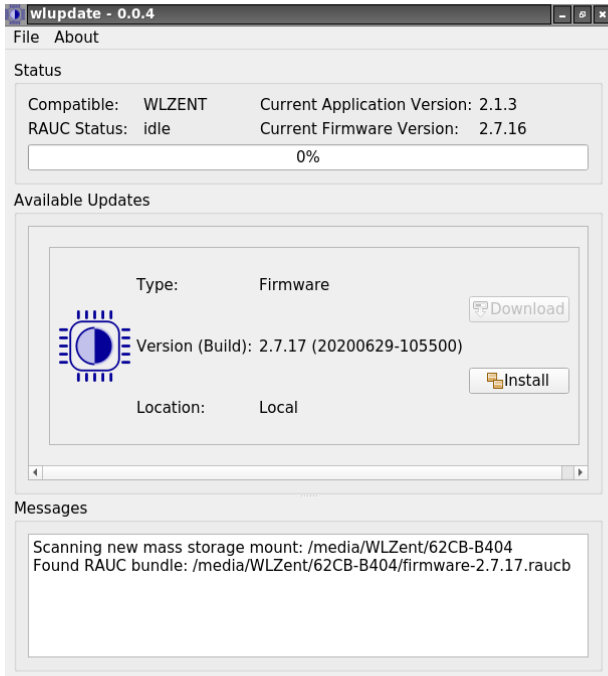 wlupdate - 0.0.4
File About
Status
Compatible: WLZENT Current Application Version: 2.1.3
RAUC Status: idle Current Firmware Version: 2.7.16
0%
Available Updates
Type: Firmware
Download
Version (Build): 2.7.17 (20200629-105500)
Install
Location: Local
Messages
Scanning new mass storage mount: /media/WLZent/62CB-B404
Found RAUC bundle: /media/WLZent/62CB-B404/firmware-2.7.17.raucb